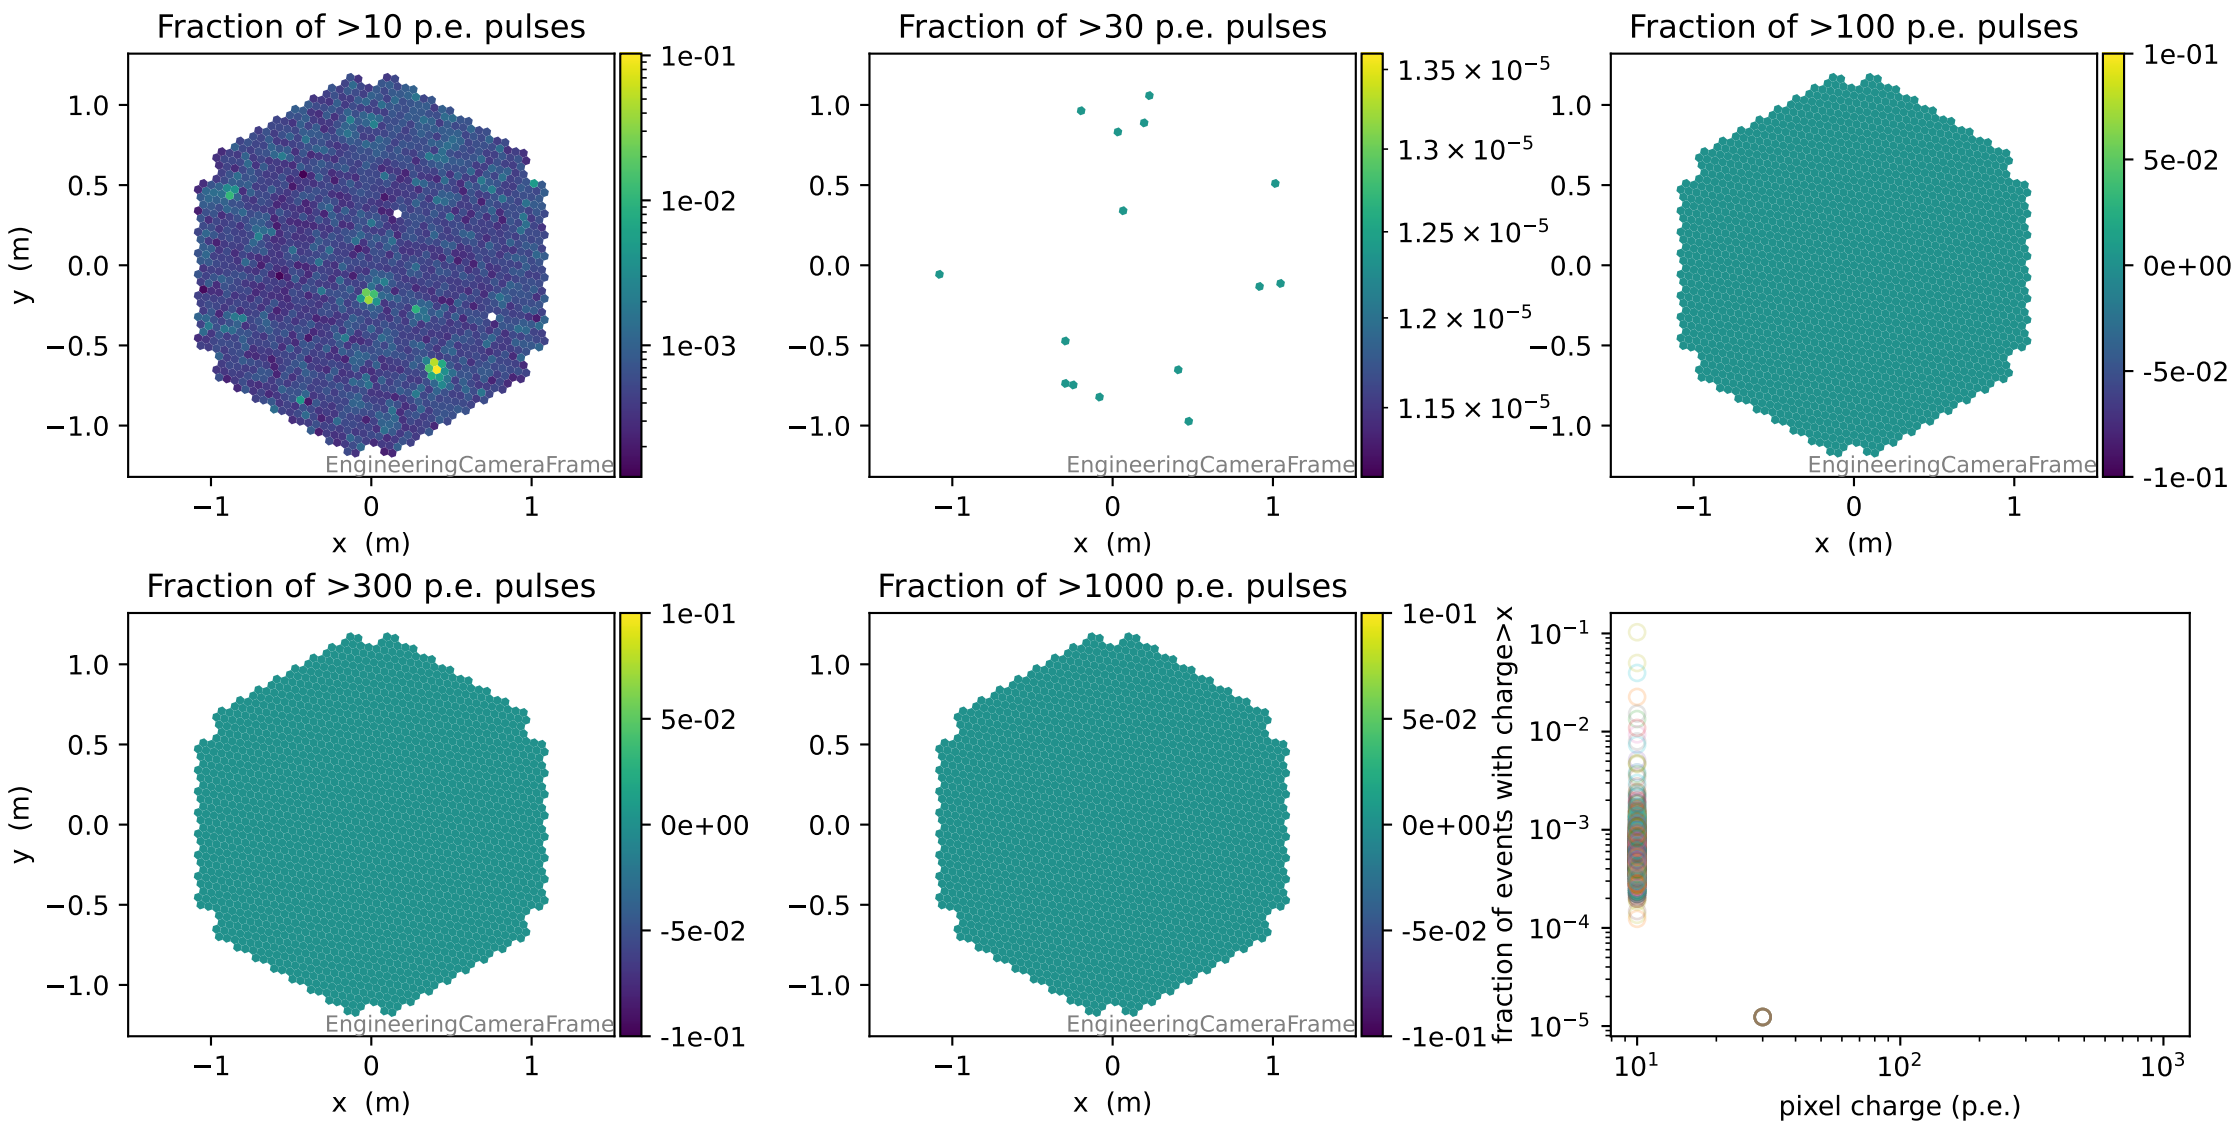 Fraction of >10 p.e. pulses
y (m)
1.0
0.5
0.0
−0.5
−1.0
−1
0
1
x (m)
EngineeringCameraFrame
1e-01
1e-02
1e-03
Fraction of >30 p.e. pulses
1.0
0.5
0.0
−0.5
−1.0
−1
0
1
x (m)
EngineeringCameraFrame
1.35 × 10⁻⁵
1.3 × 10⁻⁵
1.25 × 10⁻⁵
1.2 × 10⁻⁵
1.15 × 10⁻⁵
Fraction of >100 p.e. pulses
1.0
0.5
0.0
−0.5
−1.0
−1
0
1
x (m)
EngineeringCameraFrame
1e-01
5e-02
0e+00
-5e-02
-1e-01
Fraction of >300 p.e. pulses
y (m)
1.0
0.5
0.0
−0.5
−1.0
−1
0
1
x (m)
EngineeringCameraFrame
1e-01
5e-02
0e+00
-5e-02
-1e-01
Fraction of >1000 p.e. pulses
1.0
0.5
0.0
−0.5
−1.0
−1
0
1
x (m)
EngineeringCameraFrame
1e-01
5e-02
0e+00
-5e-02
-1e-01
fraction of events with charge>x
10⁻¹
10⁻²
10⁻³
10⁻⁴
10⁻⁵
10¹
10²
10³
pixel charge (p.e.)